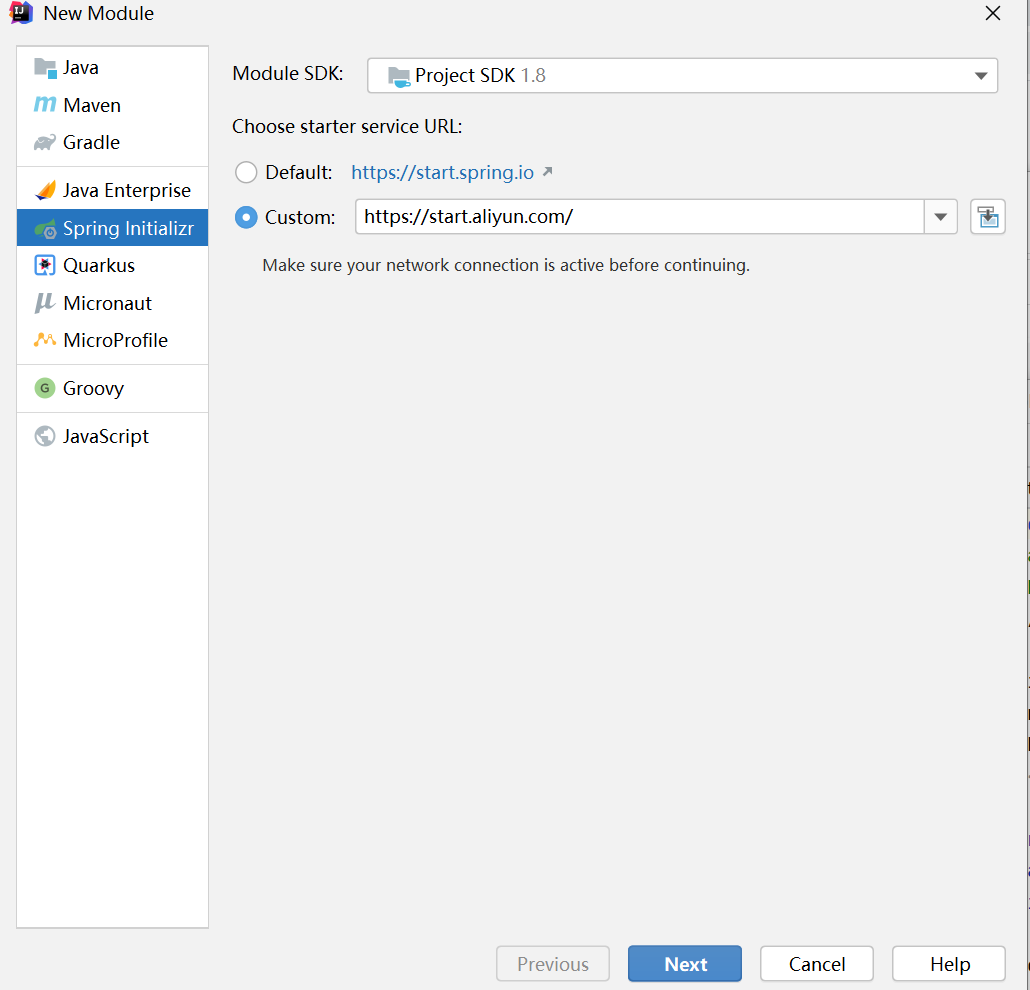 New Module
Java
Maven
Gradle
Java Enterprise
Spring Initializr
Quarkus
Micronaut
MicroProfile
Groovy
JavaScript
Module SDK: Project SDK 1.8
Choose starter service URL:
Default: https://start.spring.io
Custom: https://start.aliyun.com/
Make sure your network connection is active before continuing.
Previous Next Cancel Help